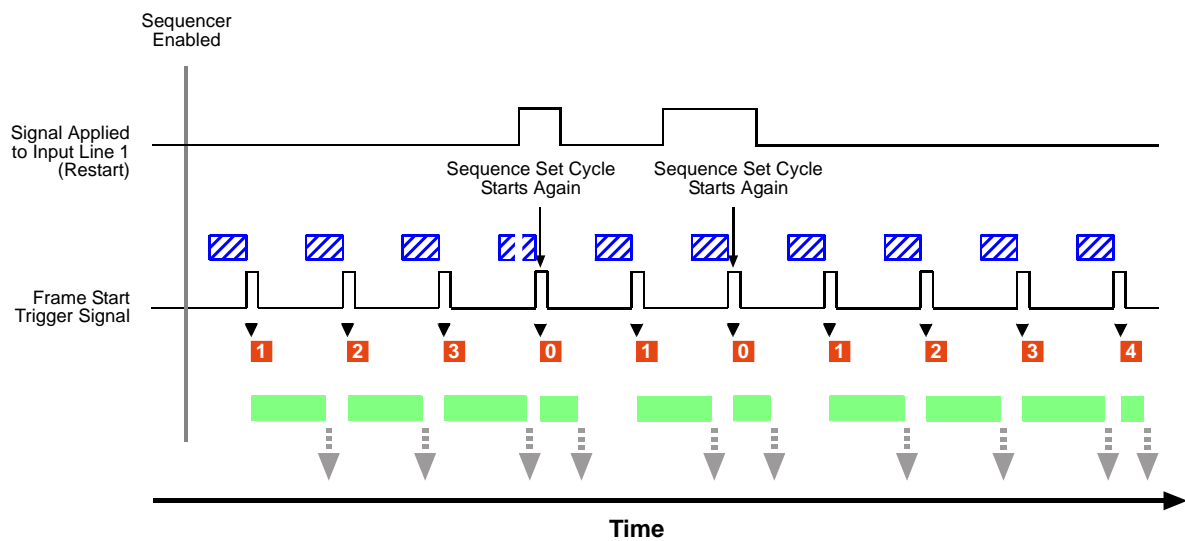 Sequencer
Enabled
Signal Applied
to Input Line 1
(Restart)
Sequence Set Cycle
Starts Again
Sequence Set Cycle
Starts Again
Frame Start
Trigger Signal
1 2 3 0 1 0 1 2 3 4
Time